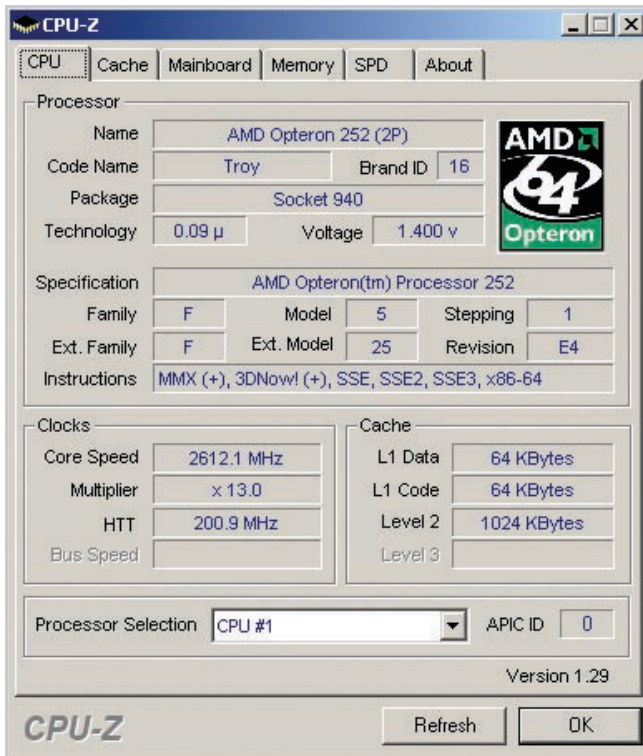 CPU-Z
CPU Cache Mainboard Memory SPD About
Processor
Name AMD Opteron 252 (2P)
Code Name Troy Brand ID 16
Package Socket 940
Technology 0.09 µ Voltage 1.400 v
AMD
64
Opteron
Specification AMD Opteron(tm) Processor 252
Family F Model 5 Stepping 1
Ext. Family F Ext. Model 25 Revision E4
Instructions MMX (+), 3DNow! (+), SSE, SSE2, SSE3, x86-64
Clocks
Core Speed 2612.1 MHz
Multiplier x 13.0
HTT 200.9 MHz
Bus Speed
Cache
L1 Data 64 KBytes
L1 Code 64 KBytes
Level 2 1024 KBytes
Level 3
Processor Selection CPU #1 APIC ID 0
Version 1.29
CPU-Z Refresh OK